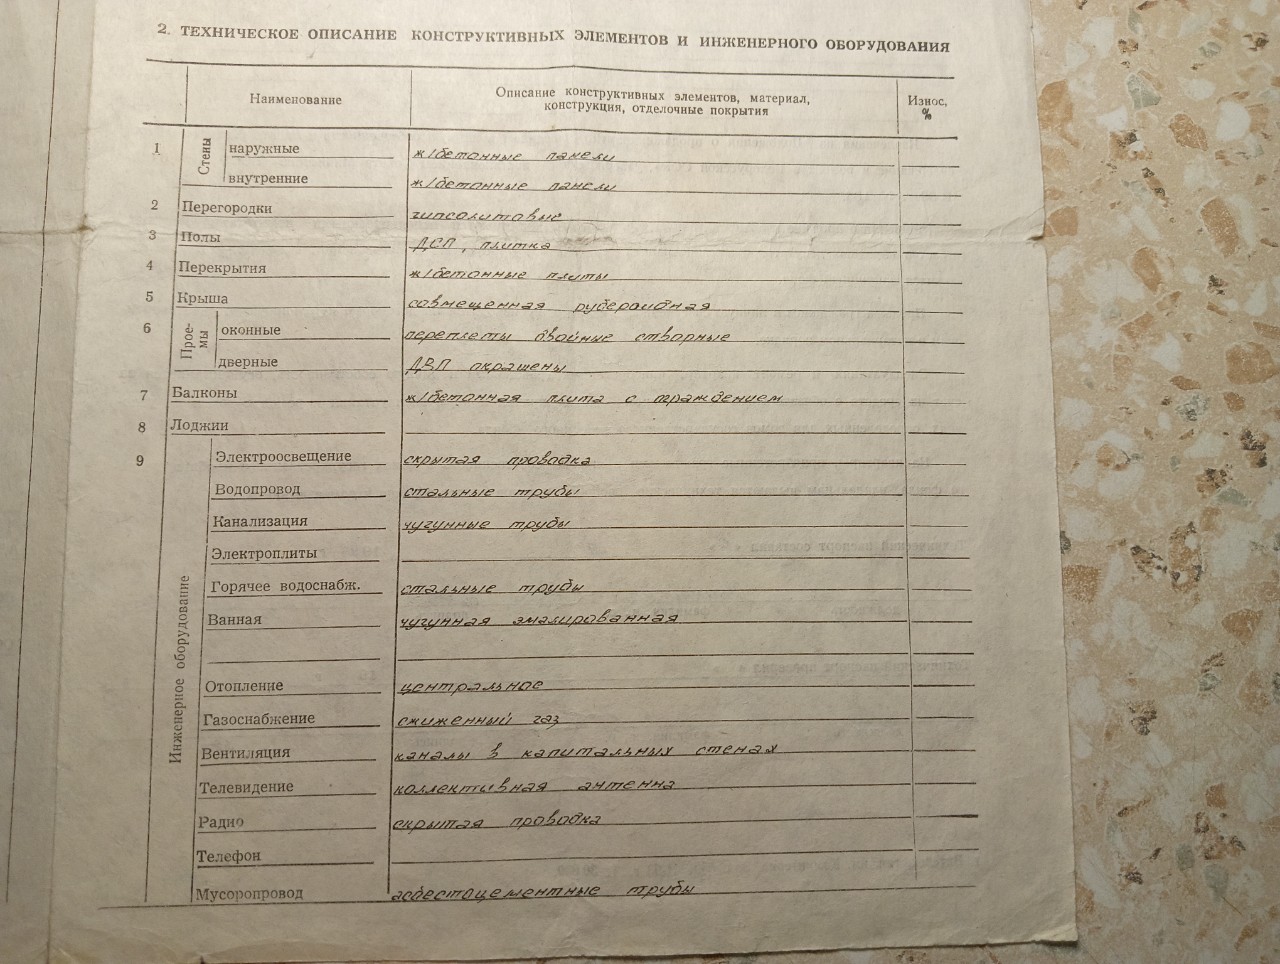 2. ТЕХНИЧЕСКОЕ ОПИСАНИЕ КОНСТРУКТИВНЫХ ЭЛЕМЕНТОВ И ИНЖЕНЕРНОГО ОБОРУДОВАНИЯ
Наименование
Описание конструктивных элементов, материал,
конструкция, отделочные покрытия
Износ,
%
1 Стены наружные ж/бетонные панели
внутренние ж/бетонные панели
2 Перегородки гипсолитовые
3 Полы ДСП, плитка
4 Перекрытия ж/бетонные плиты
5 Крыша совмещенная рубероидная
6 Прое-
мы
оконные переплеты двойные створные
дверные ДВП окрашены
7 Балконы ж/бетонная плита с ограждением
8 Лоджии
9 Инженерное оборудование
Электроосвещение скрытая проводка
Водопровод стальные трубы
Канализация чугунные трубы
Электроплиты
Горячее водоснабж. стальные трубы
Ванная чугунная эмалированная
Отопление центральное
Газоснабжение сжиженный газ
Вентиляция каналы в капитальных стенах
Телевидение коллективная антенна
Радио скрытая проводка
Телефон
Мусоропровод асбестоцементные трубы